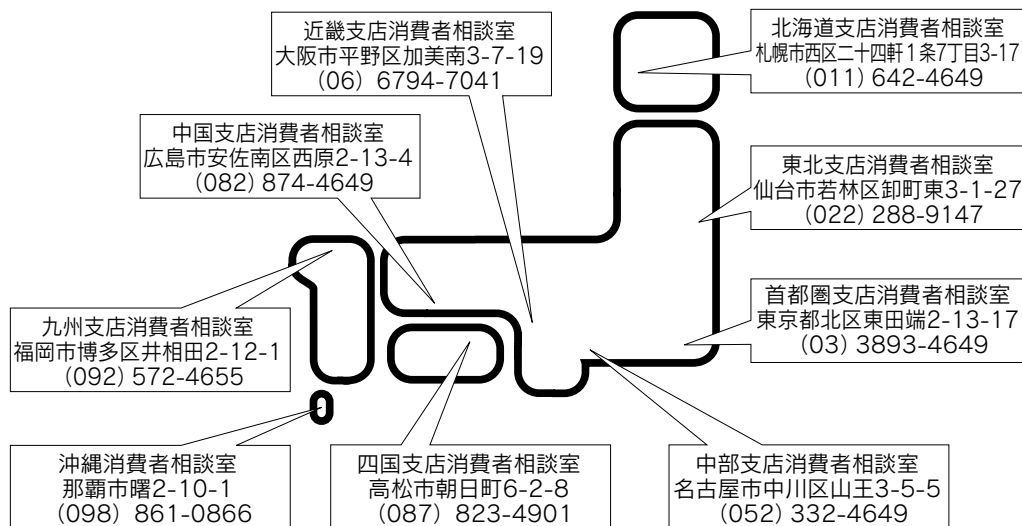 近畿支店消費者相談室
大阪市平野区加美南3-7-19
(06) 6794-7041
北海道支店消費者相談室
札幌市西区二十四軒1条7丁目3-17
(011) 642-4649
中国支店消費者相談室
広島市安佐南区西原2-13-4
(082) 874-4649
東北支店消費者相談室
仙台市若林区卸町東3-1-27
(022) 288-9147
九州支店消費者相談室
福岡市博多区井相田2-12-1
(092) 572-4655
首都圏支店消費者相談室
東京都北区東田端2-13-17
(03) 3893-4649
沖縄消費者相談室
那覇市曙2-10-1
(098) 861-0866
四国支店消費者相談室
高松市朝日町6-2-8
(087) 823-4901
中部支店消費者相談室
名古屋市中川区山王3-5-5
(052) 332-4649